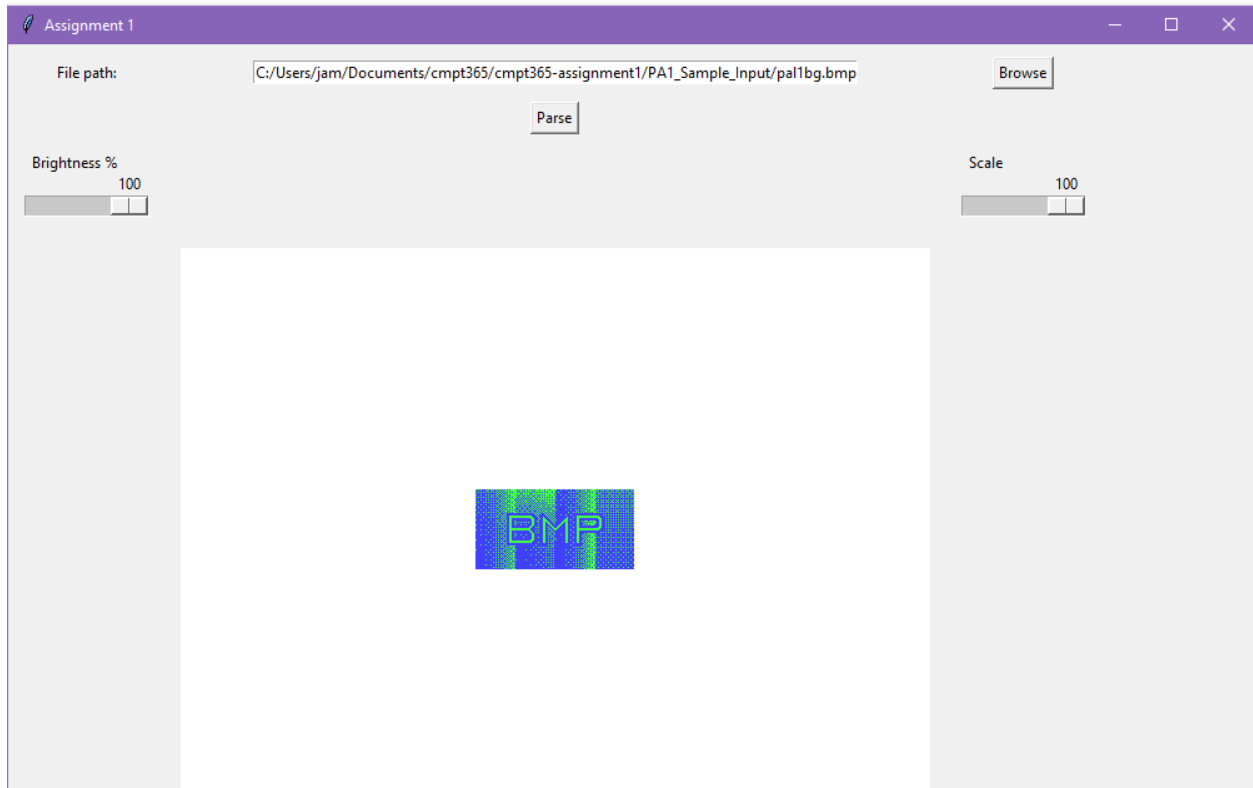 Assignment 1
File path: C:/Users/jam/Documents/cmpt365/cmpt365-assignment1/PA1_Sample_Input/pal1bg.bmp Browse
Parse
Brightness % Scale
100 100
BMP